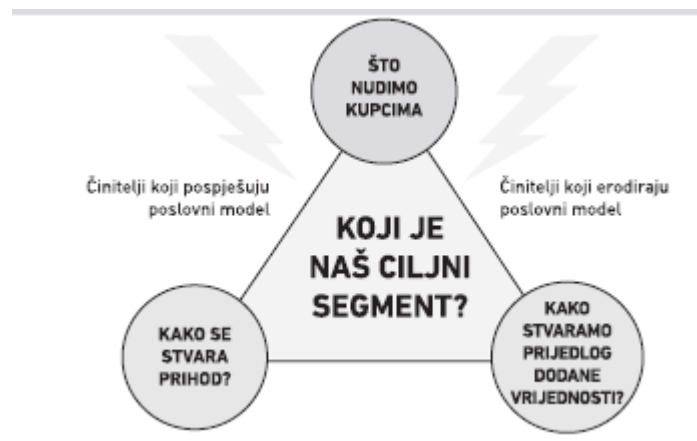 ŠTO
NUDIMO
KUPCIMA
Činitelji koji pospješuju
poslovni model
Činitelji koji erodiraju
poslovni model
KOJI JE
NAŠ CILJNI
SEGMENT?
KAKO SE
STVARA
PRIHOD?
KAKO
STVARAMO
PRIJEDLOG
DODANE
VRIJEDNOSTI?